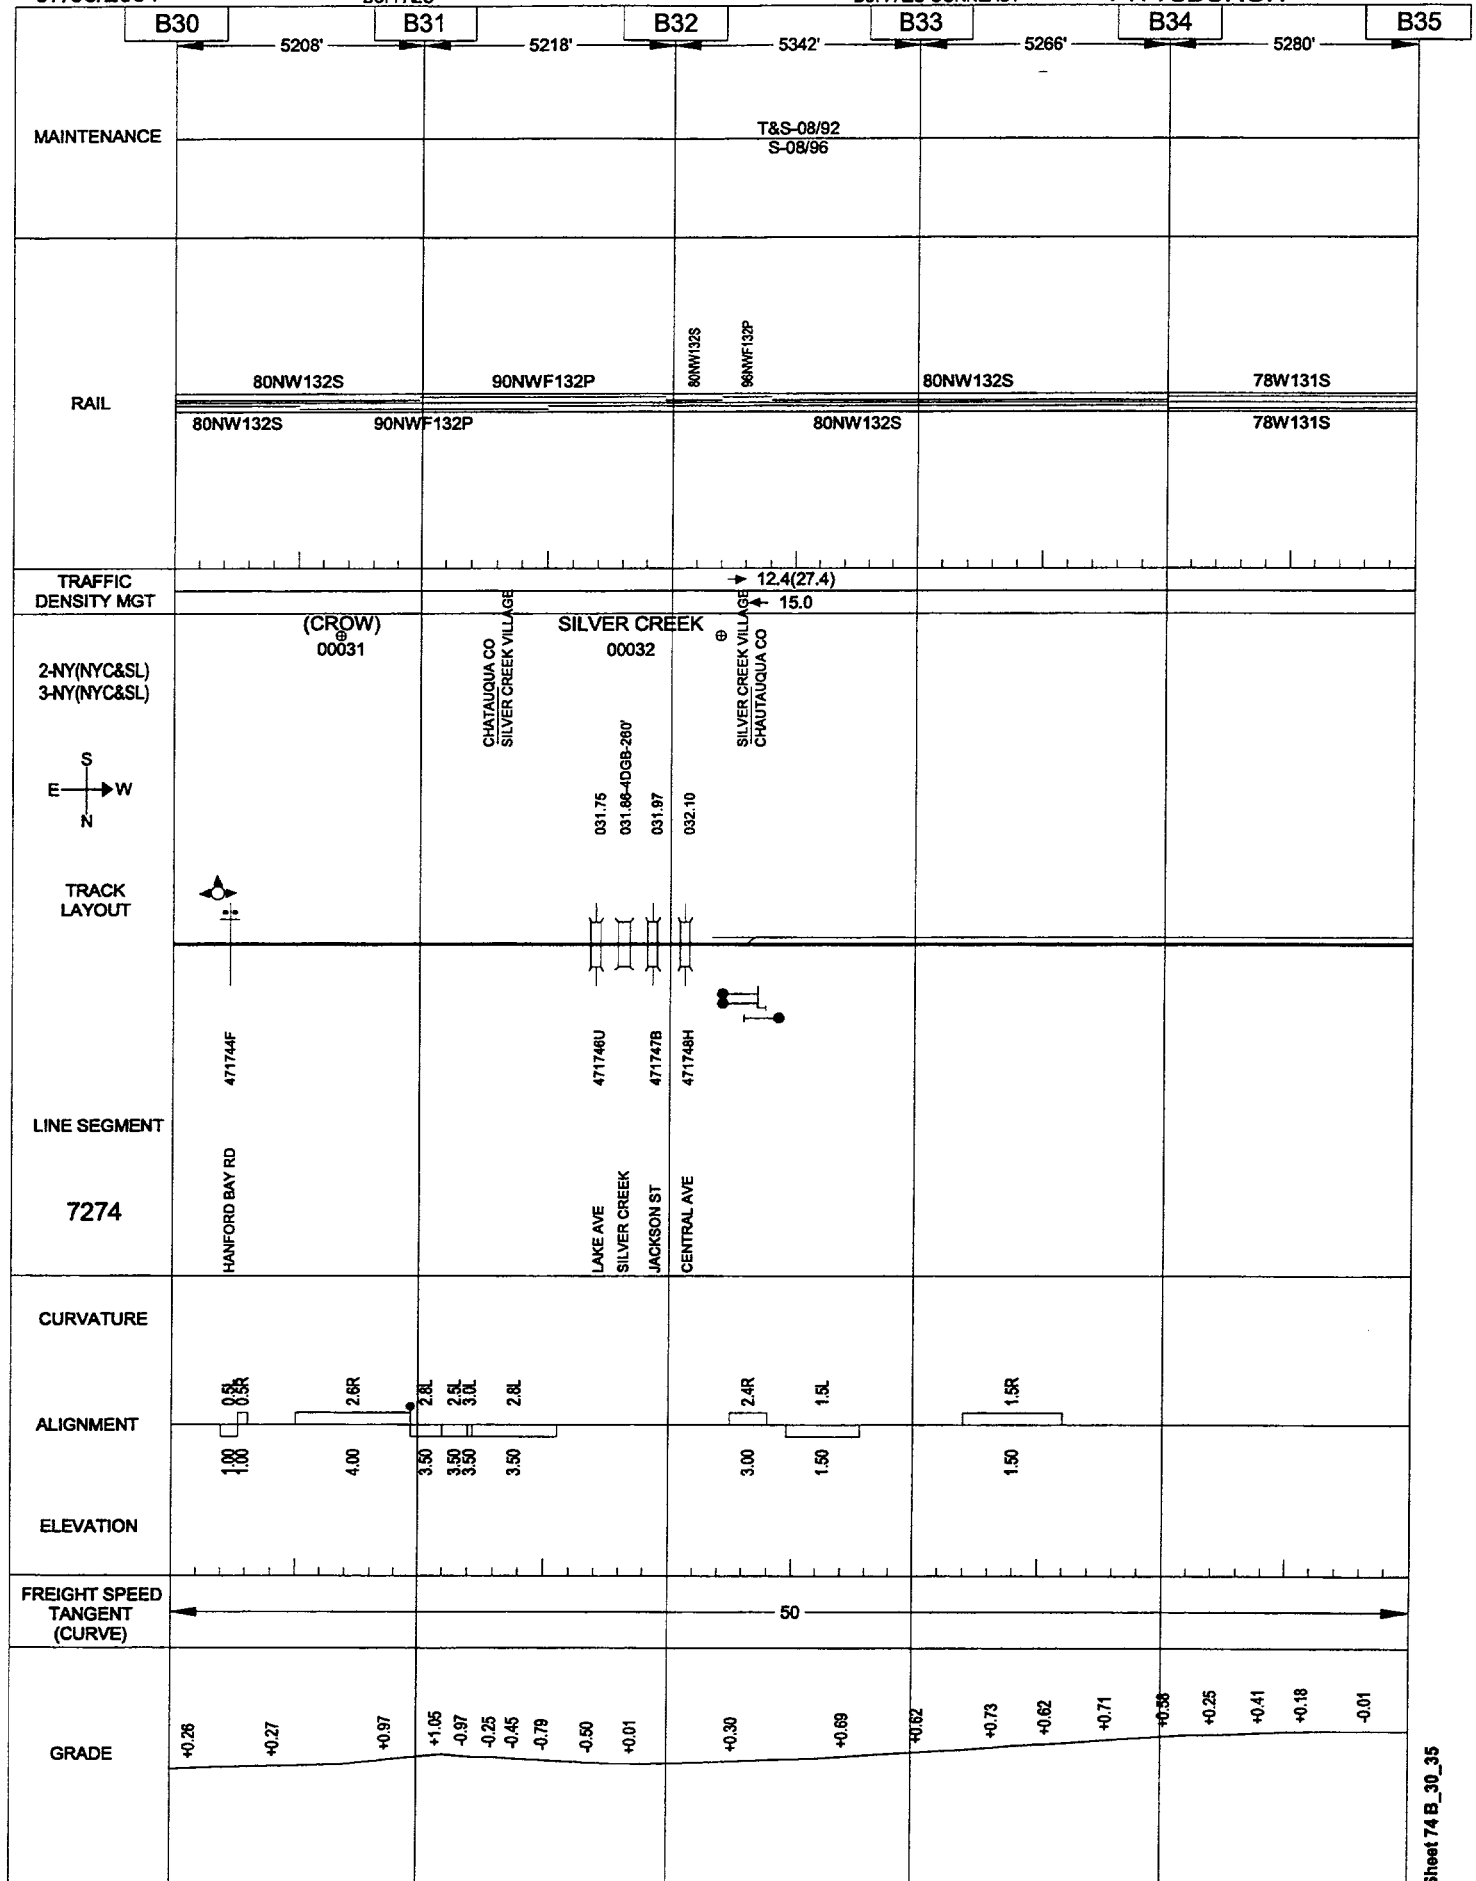 B30 B31 B32 B33 B34 B35
5208' 5218' 5342' 5266' 5280'
MAINTENANCE
T&S-08/92
S-08/96
80NW132S
96NWF132P
80NW132S 90NWF132P 80NW132S 78W131S
RAIL
80NW132S 90NWF132P 80NW132S 78W131S
TRAFFIC
DENSITY MGT
12.4(27.4)
15.0
(CROW)
00031
SILVER CREEK
00032
CHATAUQUA CO
SILVER CREEK VILLAGE
SILVER CREEK VILLAGE
CHAUTAUQUA CO
2-NY(NYC&SL)
3-NY(NYC&SL)
S
E W
N
031.75
031.86-4DGB-260'
031.97
032.10
TRACK
LAYOUT
471744F
471746U
471747B
471748H
LINE SEGMENT
7274
HANFORD BAY RD
LAKE AVE
SILVER CREEK
JACKSON ST
CENTRAL AVE
CURVATURE
0.5L 0.5R 2.6R 2.8L 2.5L 3.0L 2.8L 2.4R 1.5L 1.5R
ALIGNMENT
1.00 1.00 4.00 3.50 3.50 3.50 3.50 3.00 1.50 1.50
ELEVATION
FREIGHT SPEED
TANGENT
(CURVE)
50
GRADE
+0.26 +0.27 +0.97 +1.05 -0.97 -0.25 -0.45 -0.79 -0.50 +0.01 +0.30 +0.69 +0.62 +0.73 +0.62 +0.71 +0.58 +0.25 +0.41 +0.18 -0.01
Sheet 74 B_30_35